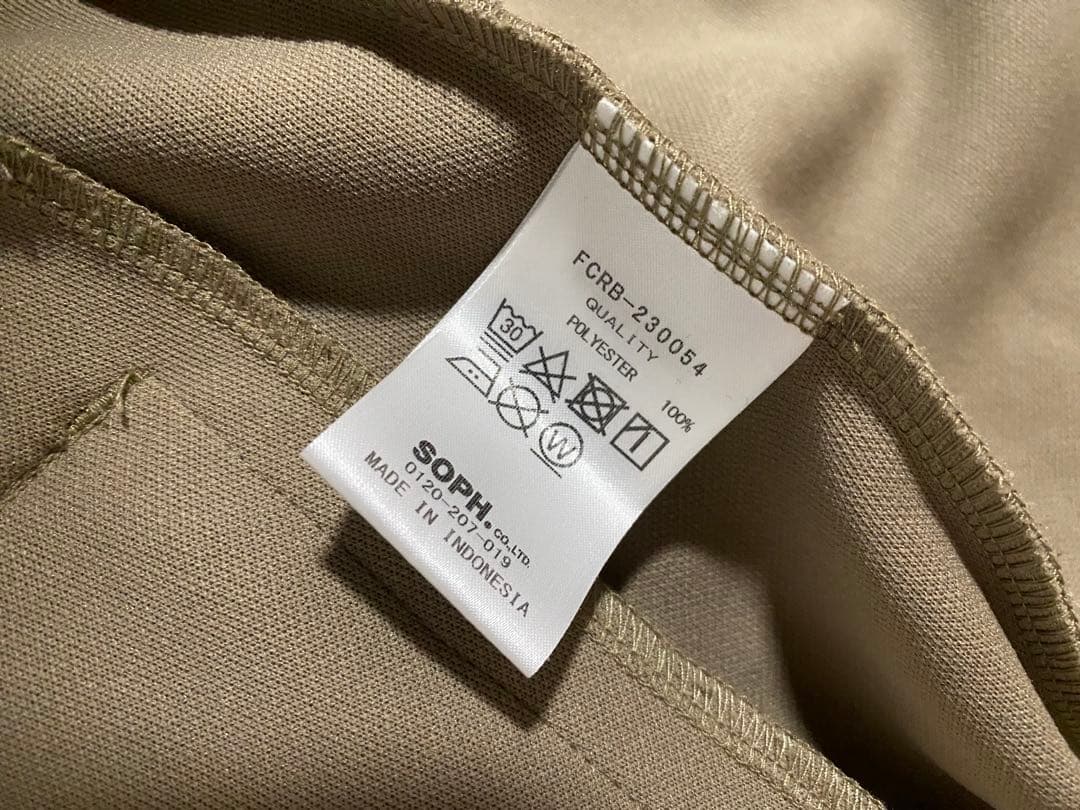 FCRB-230054
QUALITY
POLYESTER 100%
30
W
SOPH. CO.,LTD.
0120-207-019
MADE IN INDONESIA